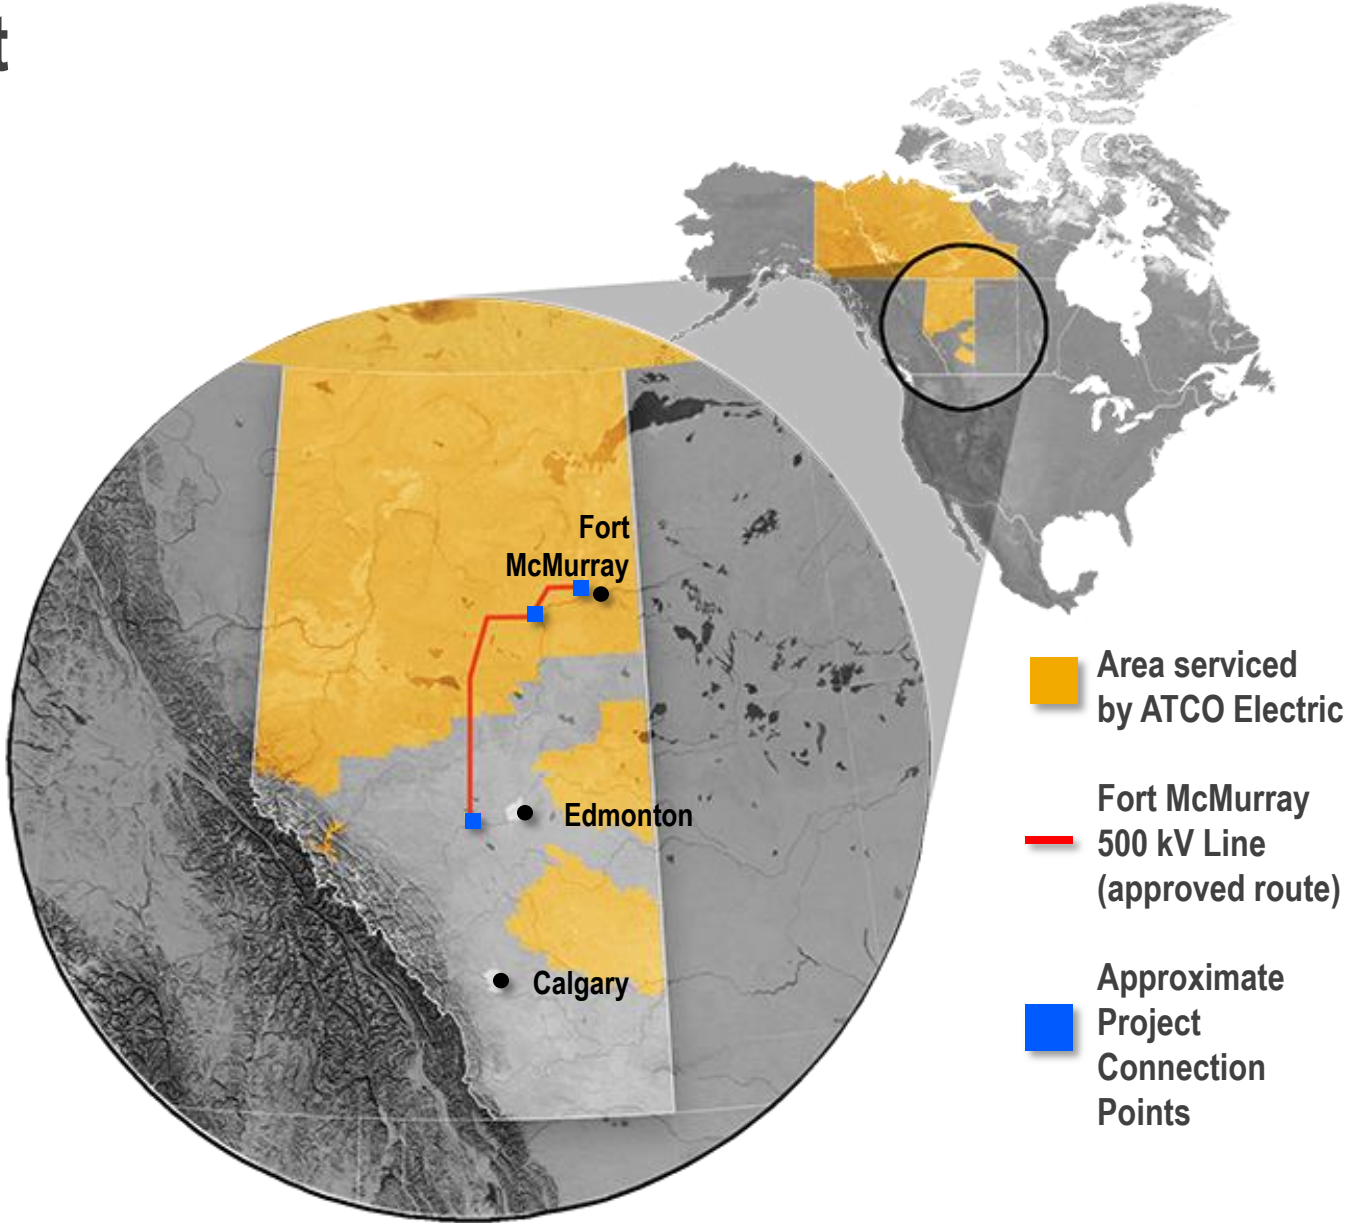 t
Fort
McMurray
Edmonton
Calgary
Area serviced
by ATCO Electric
Fort McMurray
500 kV Line
(approved route)
Approximate
Project
Connection
Points